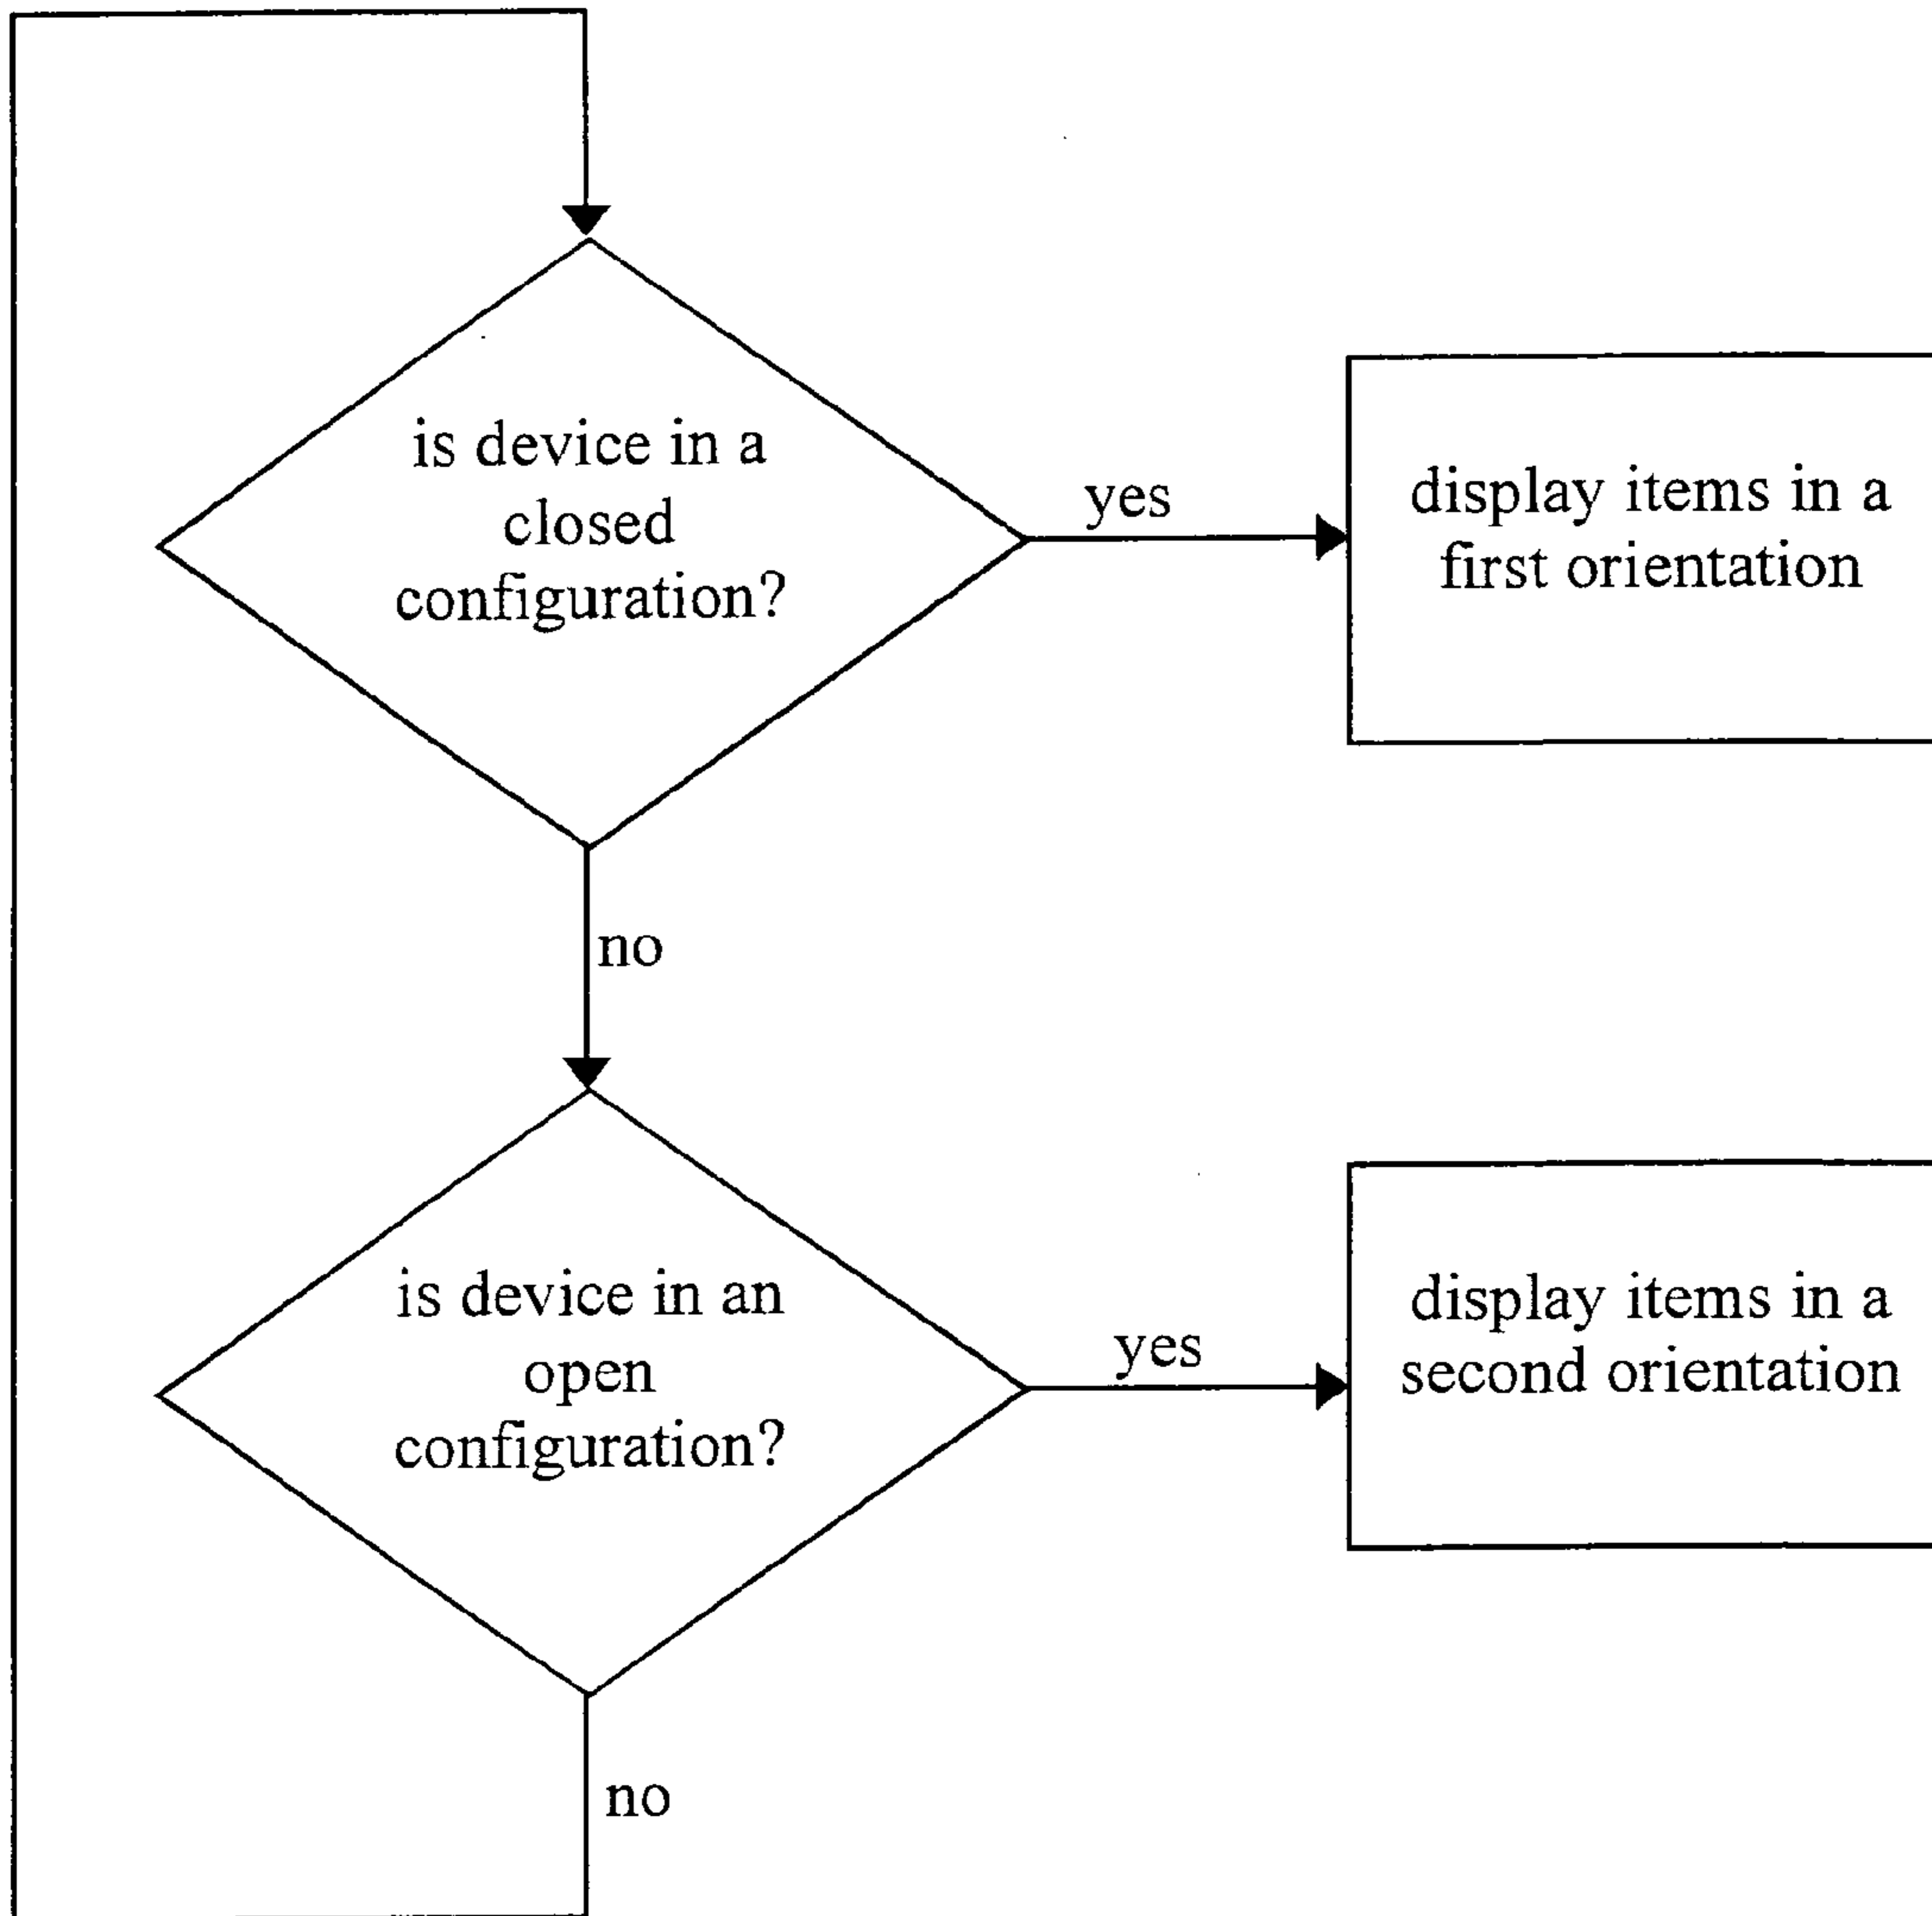 is device in a
closed
configuration?
yes
display items in a
first orientation
no
is device in an
open
configuration?
yes
display items in a
second orientation
no